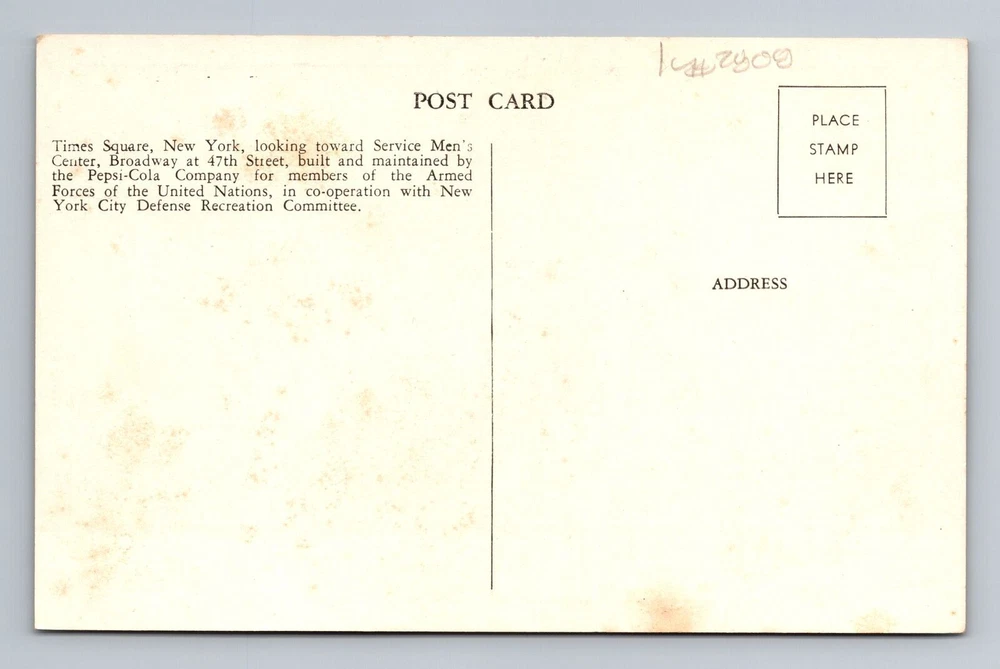 POST CARD
Times Square, New York, looking toward Service Men's
Center, Broadway at 47th Street, built and maintained by
the Pepsi-Cola Company for members of the Armed
Forces of the United Nations, in co-operation with New
York City Defense Recreation Committee.
PLACE
STAMP
HERE
ADDRESS